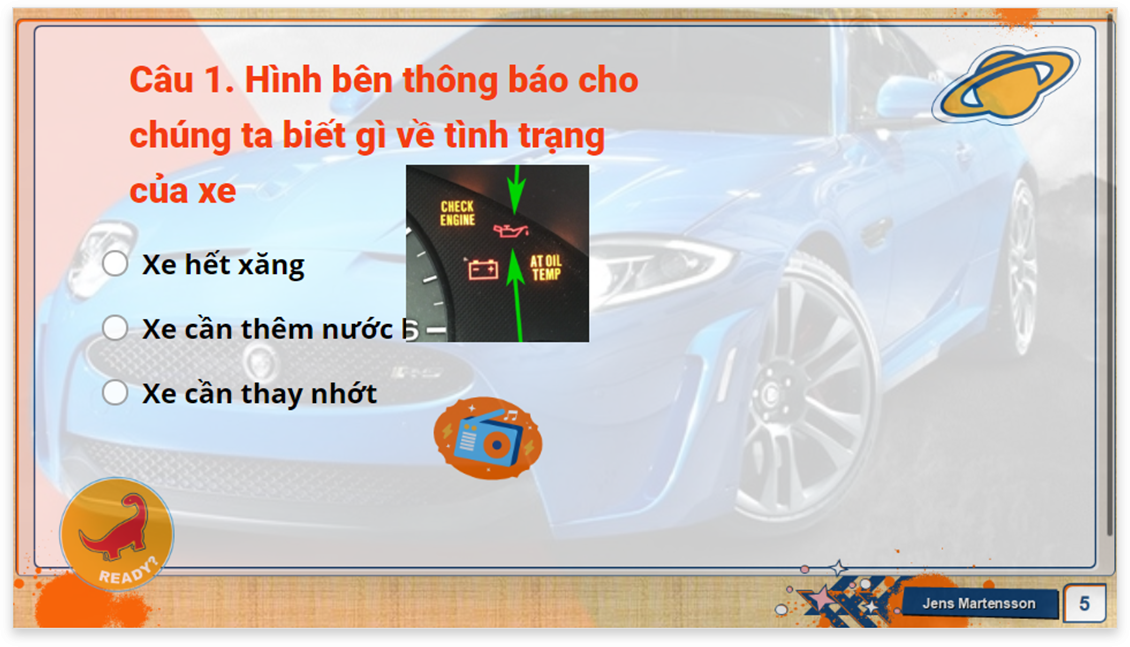 Câu 1. Hình bên thông báo cho
chúng ta biết gì về tình trạng
của xe
CHECK
ENGINE
AT OIL
TEMP
Xe hết xăng
Xe cần thêm nước
5
Xe cần thay nhớt
READY?
Jens Martensson
5